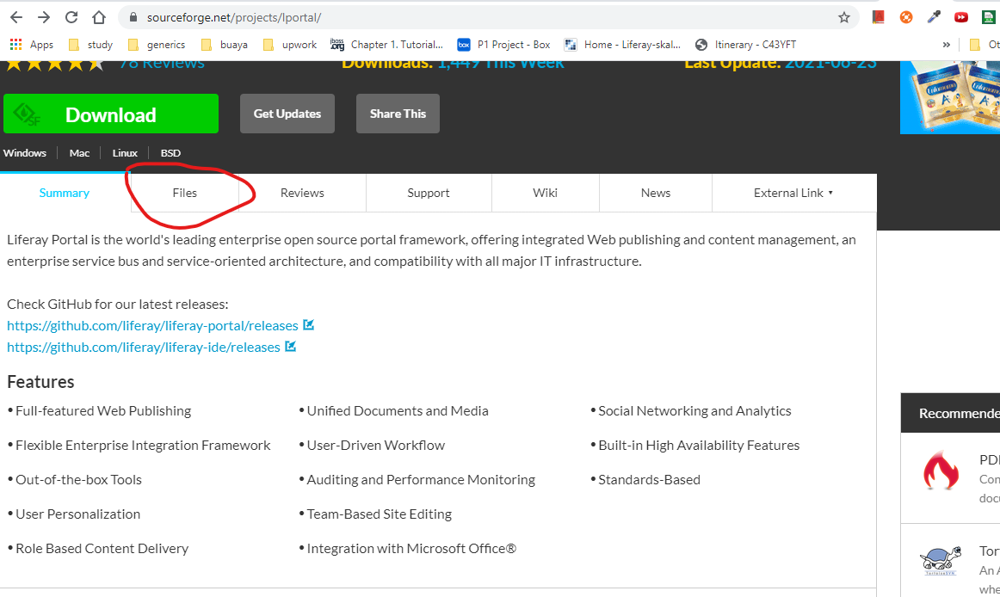 sourceforge.net/projects/lportal/
Apps study generics buaya upwork Chapter 1. Tutorial... P1 Project - Box Home - Liferay-skal... Itinerary - C43YFT »
78 Reviews Downloads: 1,449 This Week Last Update: 2021-06-23
Download Get Updates Share This
SF
Windows Mac Linux BSD
Summary Files Reviews Support Wiki News External Link
Liferay Portal is the world's leading enterprise open source portal framework, offering integrated Web publishing and content management, an
enterprise service bus and service-oriented architecture, and compatibility with all major IT infrastructure.
Check GitHub for our latest releases:
https://github.com/liferay/liferay-portal/releases
https://github.com/liferay/liferay-ide/releases
Features
• Full-featured Web Publishing • Unified Documents and Media • Social Networking and Analytics
• Flexible Enterprise Integration Framework • User-Driven Workflow • Built-in High Availability Features
• Out-of-the-box Tools • Auditing and Performance Monitoring • Standards-Based
• User Personalization • Team-Based Site Editing
• Role Based Content Delivery • Integration with Microsoft Office®
Recommende
PD
Con
docu
Tor
An A
whe